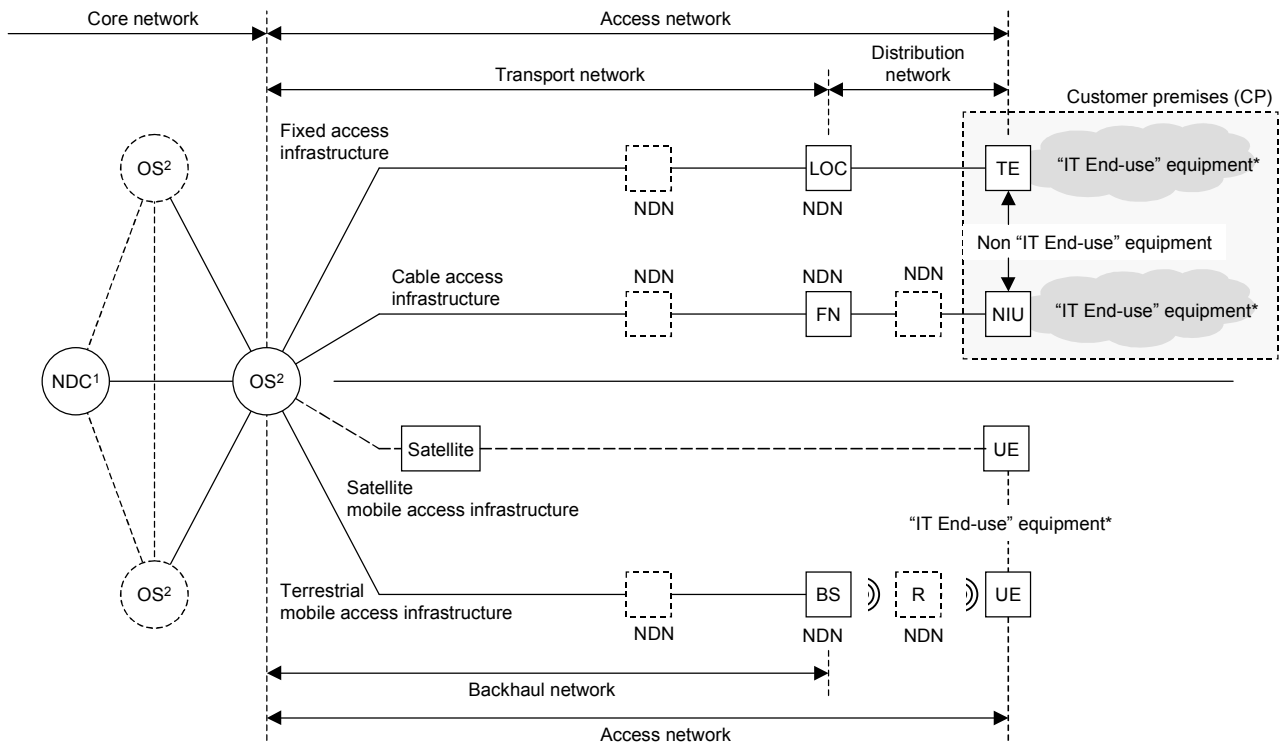 Core network
Access network
Transport network
Distribution
network
Customer premises (CP)
Fixed access
infrastructure
OS²
LOC
TE
“IT End-use” equipment*
NDN
NDN
Non “IT End-use” equipment
Cable access
infrastructure
NDN
NDN
NDN
FN
NIU
“IT End-use” equipment*
NDC¹
OS²
Satellite
UE
Satellite
mobile access infrastructure
“IT End-use” equipment*
OS²
Terrestrial
mobile access infrastructure
BS
R
UE
NDN
NDN
NDN
Backhaul network
Access network